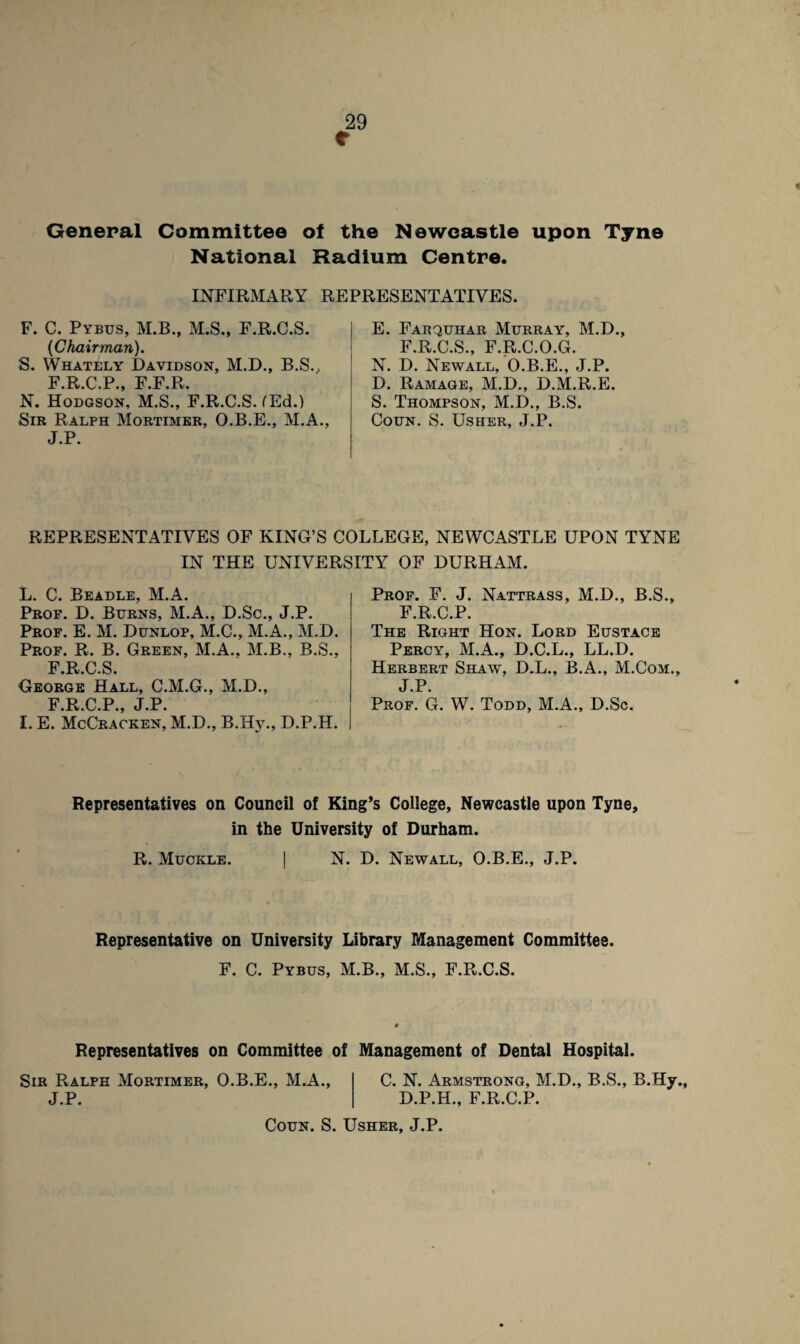 29
General Committee of the Newcastle upon Tyne
National Radium Centre.
INFIRMARY REPRESENTATIVES.
F. C. Pybus, M.B., M.S., F.R.C.S.
(Chairman).
S. Whately Davidson, M.D., B.S.,
F.R.C.P., F.F.R.
N. Hodgson, M.S., F.R.C.S. (Ed.)
Sir Ralph Mortimer, O.B.E., M.A.,
J.P.
E. Farquhar Murray, M.D.,
F.R.C.S., F.R.C.O.G.
N. D. Newall, O.B.E., J.P.
D. Ramage, M.D., D.M.R.E.
S. Thompson, M.D., B.S.
Coun. S. Usher, J.P.
REPRESENTATIVES OF KING'S COLLEGE, NEWCASTLE UPON TYNE
IN THE UNIVERSITY OF DURHAM.
L. C. Beadle, M.A.
Prof. D. Burns, M.A., D.Sc., J.P.
Prof. E. M. Dunlop, M.C., M.A., M.D.
Prof. R. B. Green, M.A., M.B., B.S.,
F.R.C.S.
George Hall, C.M.G., M.D.,
F.R.C.P., J.P.
I. E. McCracken, M.D., B.Hy., D.P.H.
Prof. F. J. Nattrass, M.D., B.S.,
F.R.C.P.
The Right Hon. Lord Eustace
Percy, M.A., D.C.L., LL.D.
Herbert Shaw, D.L., B.A., M.Com.,
J.P.
Prof. G. W. Todd, M.A., D.Sc.
Representatives on Council of King's College, Newcastle upon Tyne,
in the University of Durham.
R. Muckle. | N. D. Newall, O.B.E., J.P.
Representative on University Library Management Committee.
F. C. Pybus, M.B., M.S., F.R.C.S.
Representatives on Committee of Management of Dental Hospital.
Sir Ralph Mortimer, O.B.E., M.A.,
J.P.
C. N. Armstrong, M.D., B.S., B.Hy.,
D.P.H., F.R.C.P.
Coun. S. Usher, J.P.